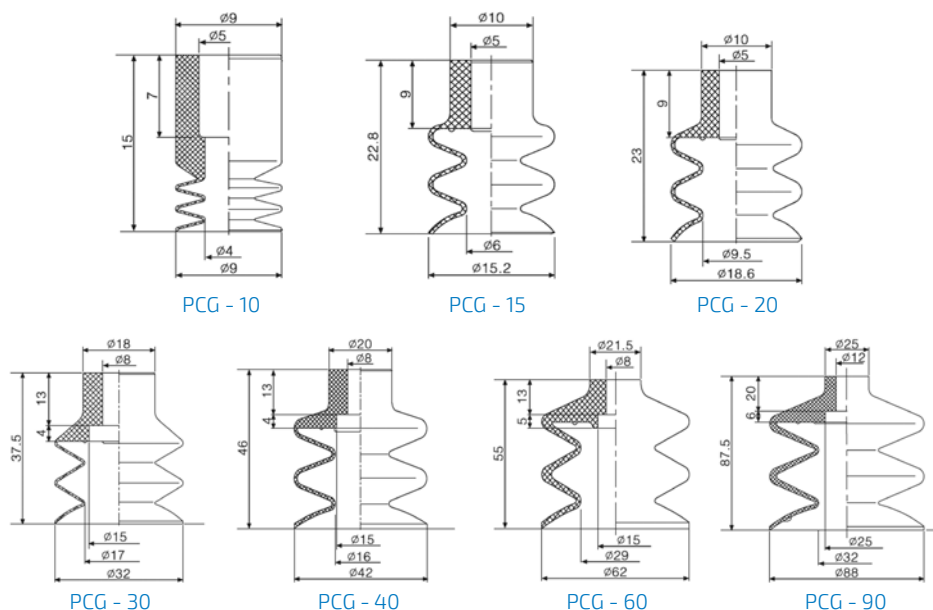 Ø9
Ø5
7
15
Ø4
Ø9
PCG - 10
Ø10
Ø5
9
22.8
Ø6
Ø15.2
PCG - 15
Ø10
Ø5
9
23
Ø9.5
Ø18.6
PCG - 20
Ø18
Ø8
13
4
37.5
Ø15
Ø17
Ø32
PCG - 30
Ø20
Ø8
13
4
46
Ø15
Ø16
Ø42
PCG - 40
Ø21.5
Ø8
13
5
55
Ø15
Ø29
Ø62
PCG - 60
Ø25
Ø12
20
6
87.5
Ø25
Ø32
Ø88
PCG - 90